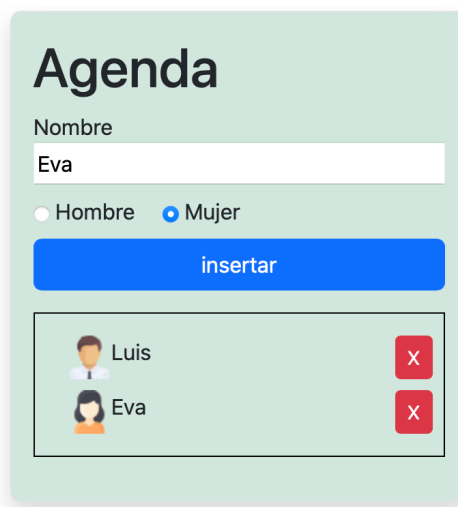 Agenda
Nombre
Eva
Hombre Mujer
insertar
Luis X
Eva X